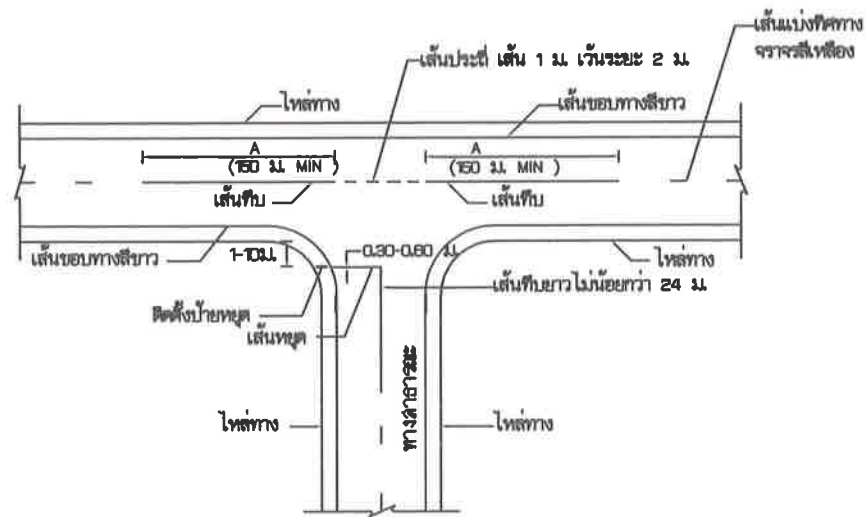 เส้นแบ่งทิศทาง
จราจรสีเหลือง
เส้นประถี่ เส้น 1 ม. เว้นระยะ 2 ม.
ไหล่ทาง
เส้นขอบทางสีขาว
A
(150 ม. MIN )
A
(150 ม. MIN )
เส้นทึบ
เส้นทึบ
เส้นขอบทางสีขาว
1-10ม.
0.30-0.60 ม.
ไหล่ทาง
เส้นทึบยาวไม่น้อยกว่า 24 ม.
ติดตั้งป้ายหยุด
เส้นหยุด
ทางสาธารณะ
ไหล่ทาง
ไหล่ทาง